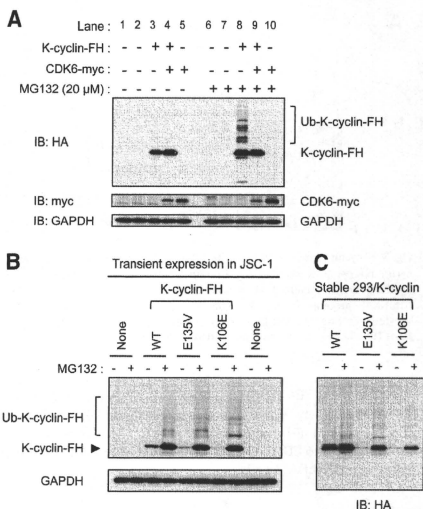 A
Lane : 1 2 3 4 5 6 7 8 9 10
K-cyclin-FH : - - + + - - - + + -
CDK6-myc : - - - + + - - - + +
MG132 (20 µM) : - - - - - + + + + +
IB: HA
Ub-K-cyclin-FH
K-cyclin-FH
IB: myc CDK6-myc
IB: GAPDH GAPDH
B
Transient expression in JSC-1
K-cyclin-FH
None WT E135V K106E None
MG132 : - + - + - + - + - +
Ub-K-cyclin-FH
K-cyclin-FH ►
GAPDH
C
Stable 293/K-cyclin
WT E135V K106E
- + - + - +
IB: HA